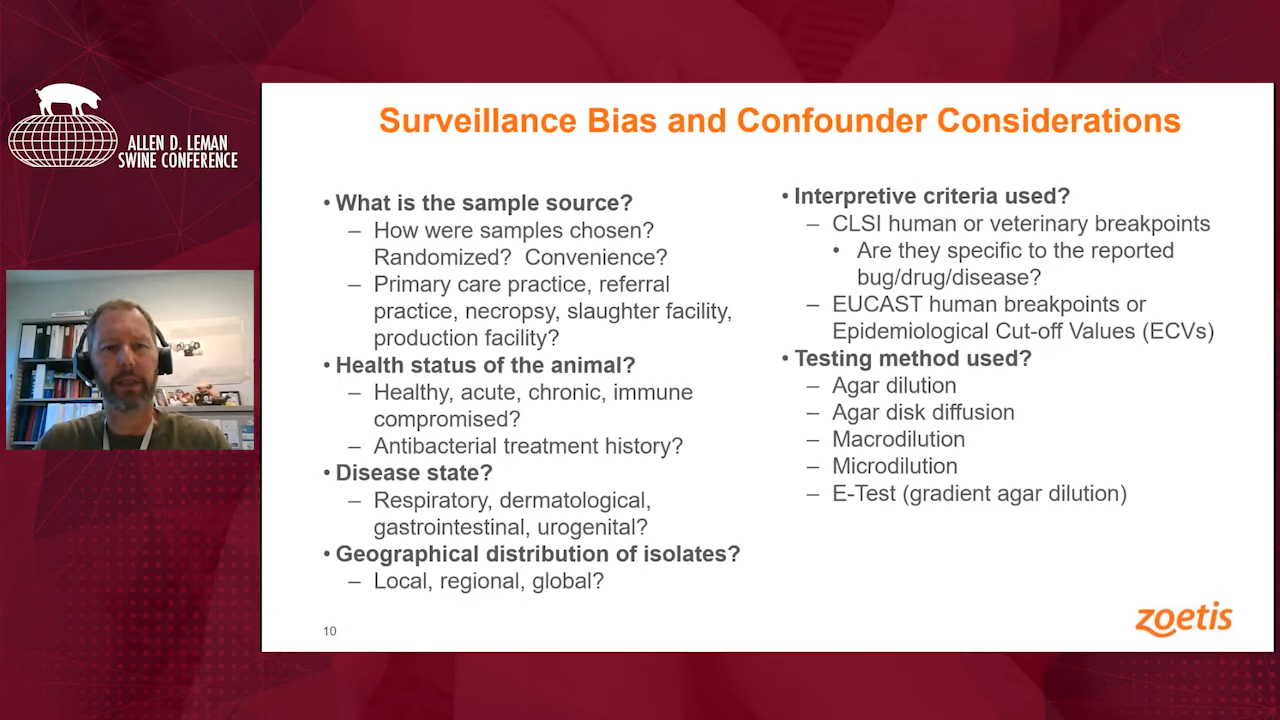 ALLEN D. LEMAN
SWINE CONFERENCE
Surveillance Bias and Confounder Considerations
• What is the sample source?
– How were samples chosen?
Randomized? Convenience?
– Primary care practice, referral
practice, necropsy, slaughter facility,
production facility?
• Health status of the animal?
– Healthy, acute, chronic, immune
compromised?
– Antibacterial treatment history?
• Disease state?
– Respiratory, dermatological,
gastrointestinal, urogenital?
• Geographical distribution of isolates?
– Local, regional, global?
• Interpretive criteria used?
– CLSI human or veterinary breakpoints
• Are they specific to the reported
bug/drug/disease?
– EUCAST human breakpoints or
Epidemiological Cut-off Values (ECVs)
• Testing method used?
– Agar dilution
– Agar disk diffusion
– Macrodilution
– Microdilution
– E-Test (gradient agar dilution)
10
zoetis